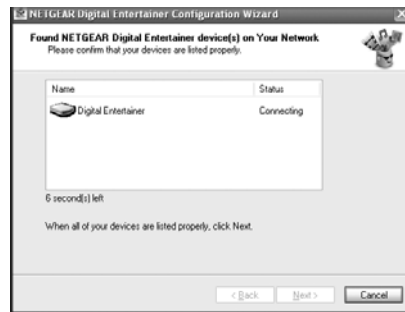 NETGEAR Digital Entertainer Configuration Wizard
Found NETGEAR Digital Entertainer device(s) on Your Network
Please confirm that your devices are listed properly.
Name Status
Digital Entertainer Connecting
6 second(s) left
When all of your devices are listed properly, click Next.
< Back Next > Cancel